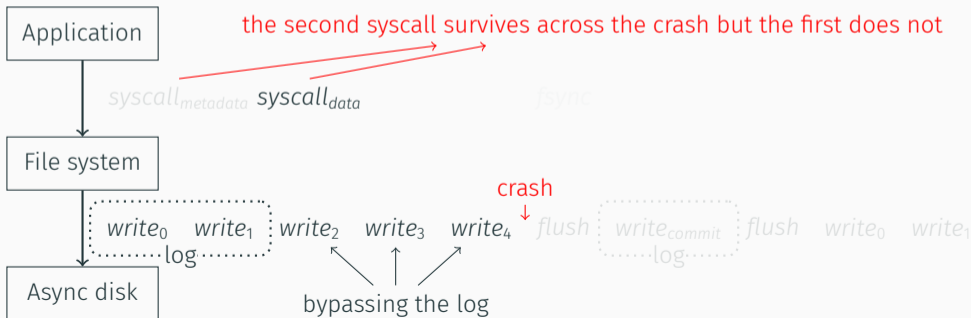 Application
the second syscall survives across the crash but the first does not
syscall_metadata syscall_data fsync
File system
crash
write_0 write_1 write_2 write_3 write_4 flush write_commit flush write_0 write_1
log log
Async disk
bypassing the log